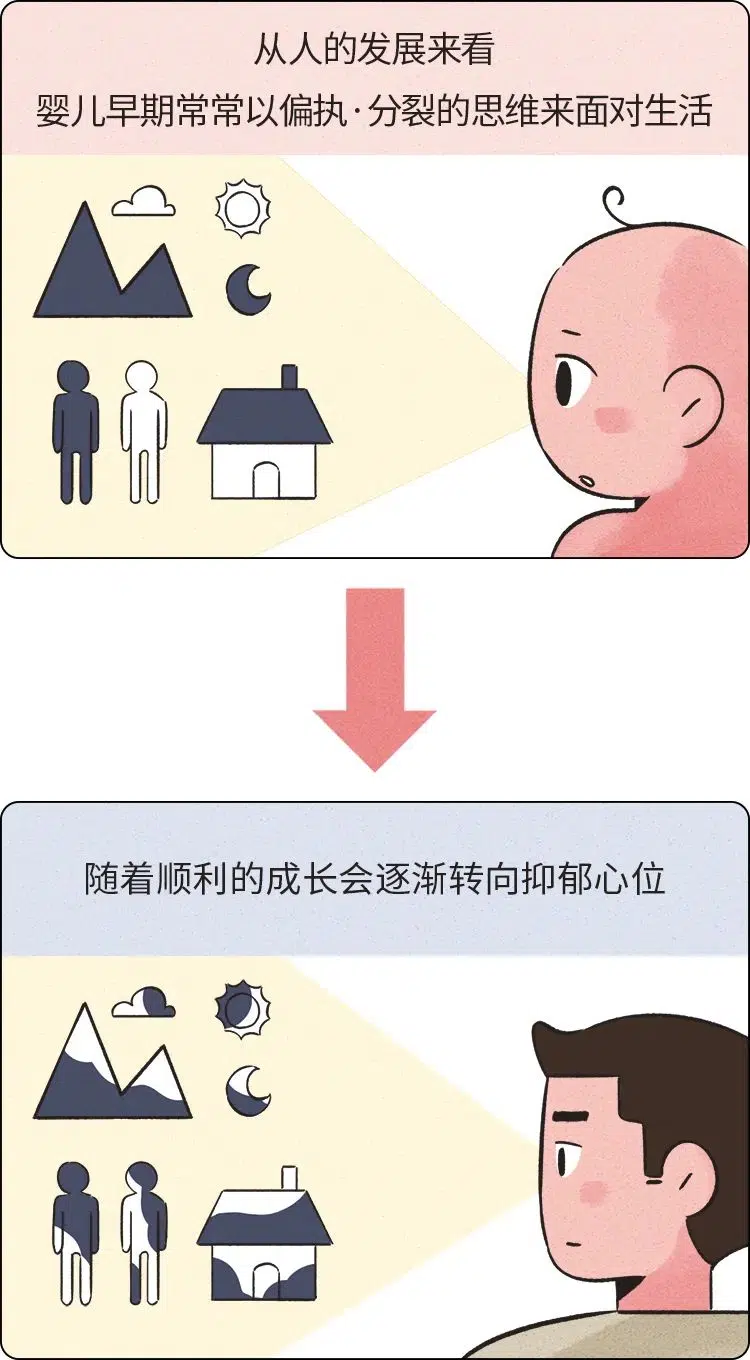 从人的发展来看
婴儿早期常常以偏执·分裂的思维来面对生活
随着顺利的成长会逐渐转向抑郁心位